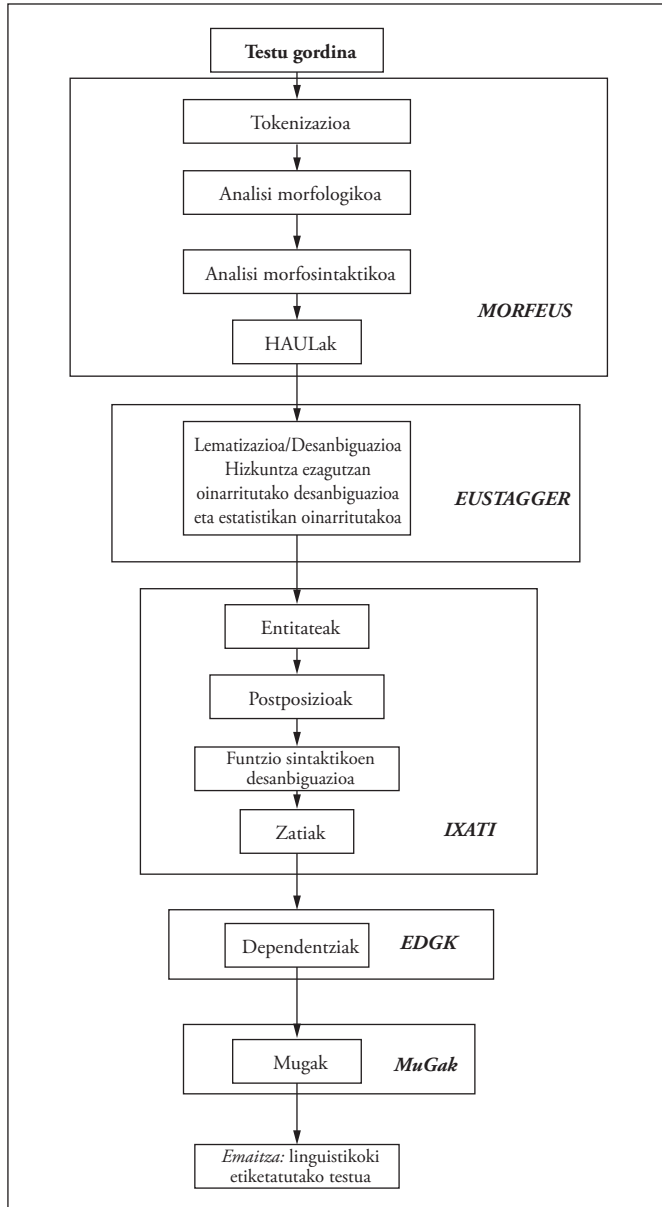 Testu gordina
Tokenizazioa
Analisi morfologikoa
Analisi morfosintaktikoa
MORFEUS
HAULak
Lematizazioa/Desanbiguazioa
Hizkuntza ezagutzan
oinarritutako desanbiguazioa
eta estatistikan oinarritutakoa
EUSTAGGER
Entitateak
Postposizioak
Funtzio sintaktikoen
desanbiguazioa
Zatiak
IXATI
Dependentziak
EDGK
Mugak
MuGak
Emaitza: linguistikoki
etiketatutako testua